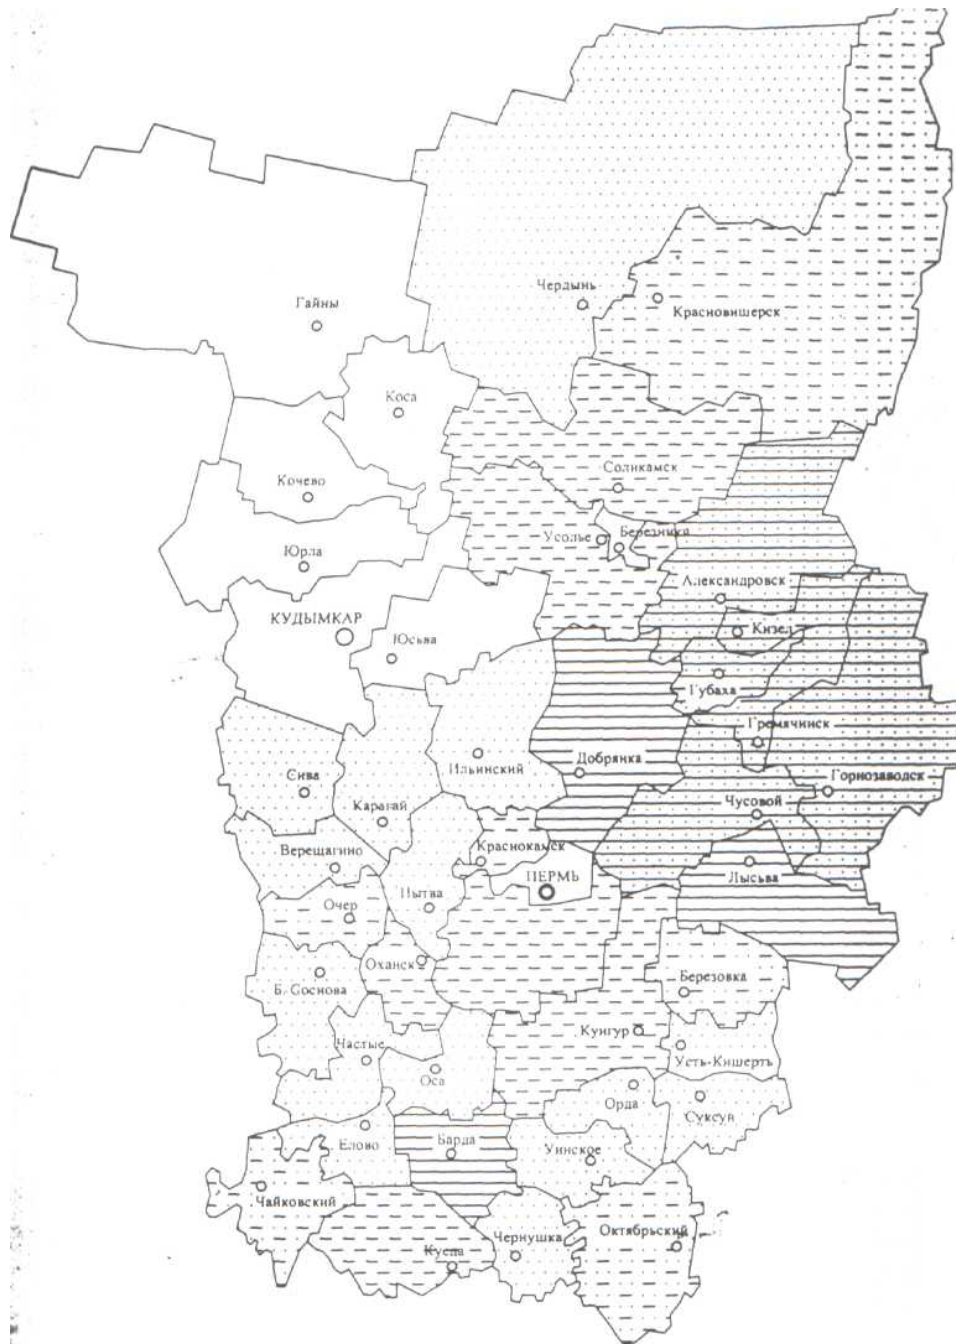 Чердынь
Гайны
Красновишерск
Коса
Соликамск
Кочево
Усолье
Березники
Юрла
Александровск
КУДЫМКАР
Кизел
Юсьва
Губаха
Гремячинск
Ильинский
Добрянка
Сива
Горнозаводск
Карагай
Чусовой
Верещагино
Краснокамск
ПЕРМЬ
Лысьва
Нытва
Очер
Оханск
Б. Соснова
Березовка
Кунгур
Частые
Усть-Кишерть
Оса
Орда
Суксун
Елово
Барда
Уинское
Чайковский
Октябрьский
Чернушка
Куеда